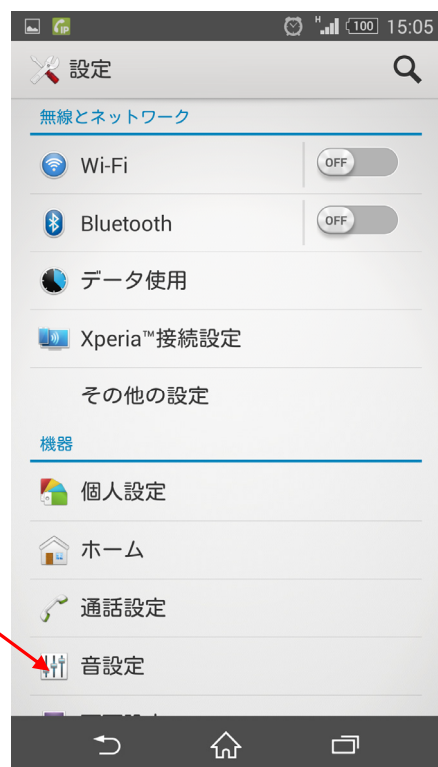 iP
H
100
15:05
設定
無線とネットワーク
Wi-Fi
OFF
Bluetooth
OFF
データ使用
Xperia™接続設定
その他の設定
機器
個人設定
ホーム
通話設定
音設定